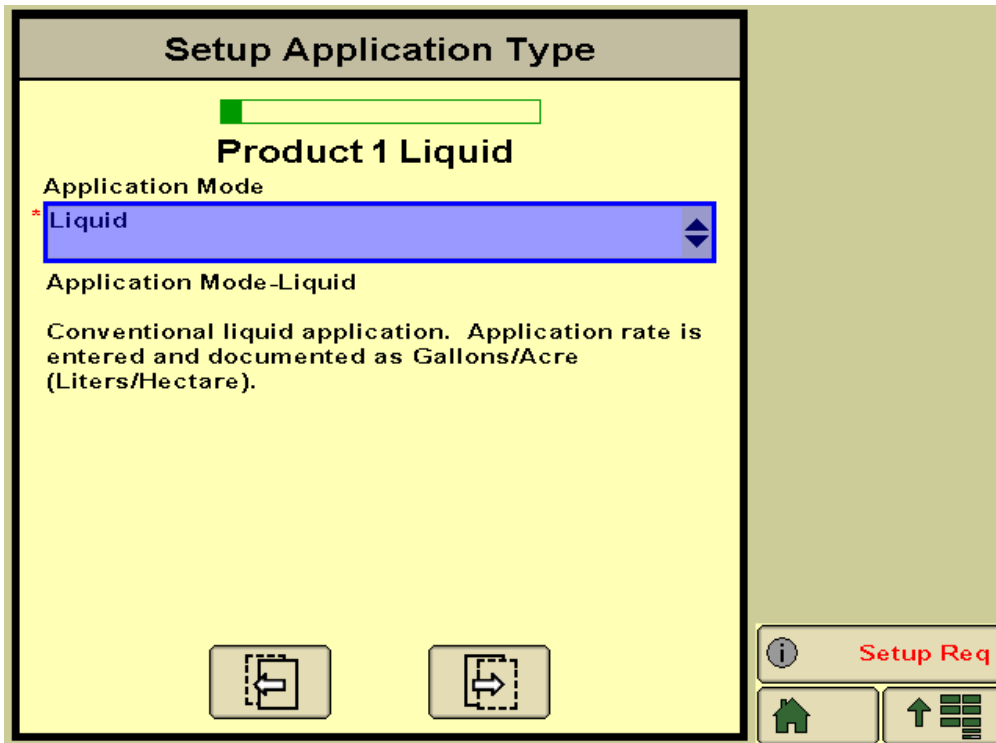 Setup Application Type
Product 1 Liquid
Application Mode
* Liquid
Application Mode-Liquid
Conventional liquid application. Application rate is
entered and documented as Gallons/Acre
(Liters/Hectare).
i Setup Req